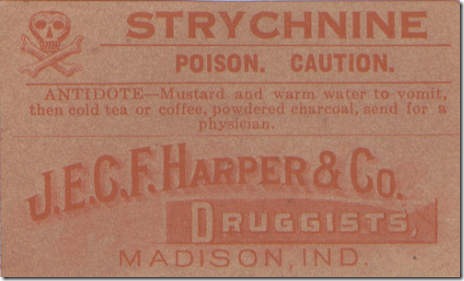 STRYCHNINE
POISON. CAUTION.
ANTIDOTE—Mustard and warm water to vomit,
then cold tea or coffee, powdered charcoal, send for a
physician.
J.E.C.F. HARPER & CO.
DRUGGISTS,
MADISON, IND.